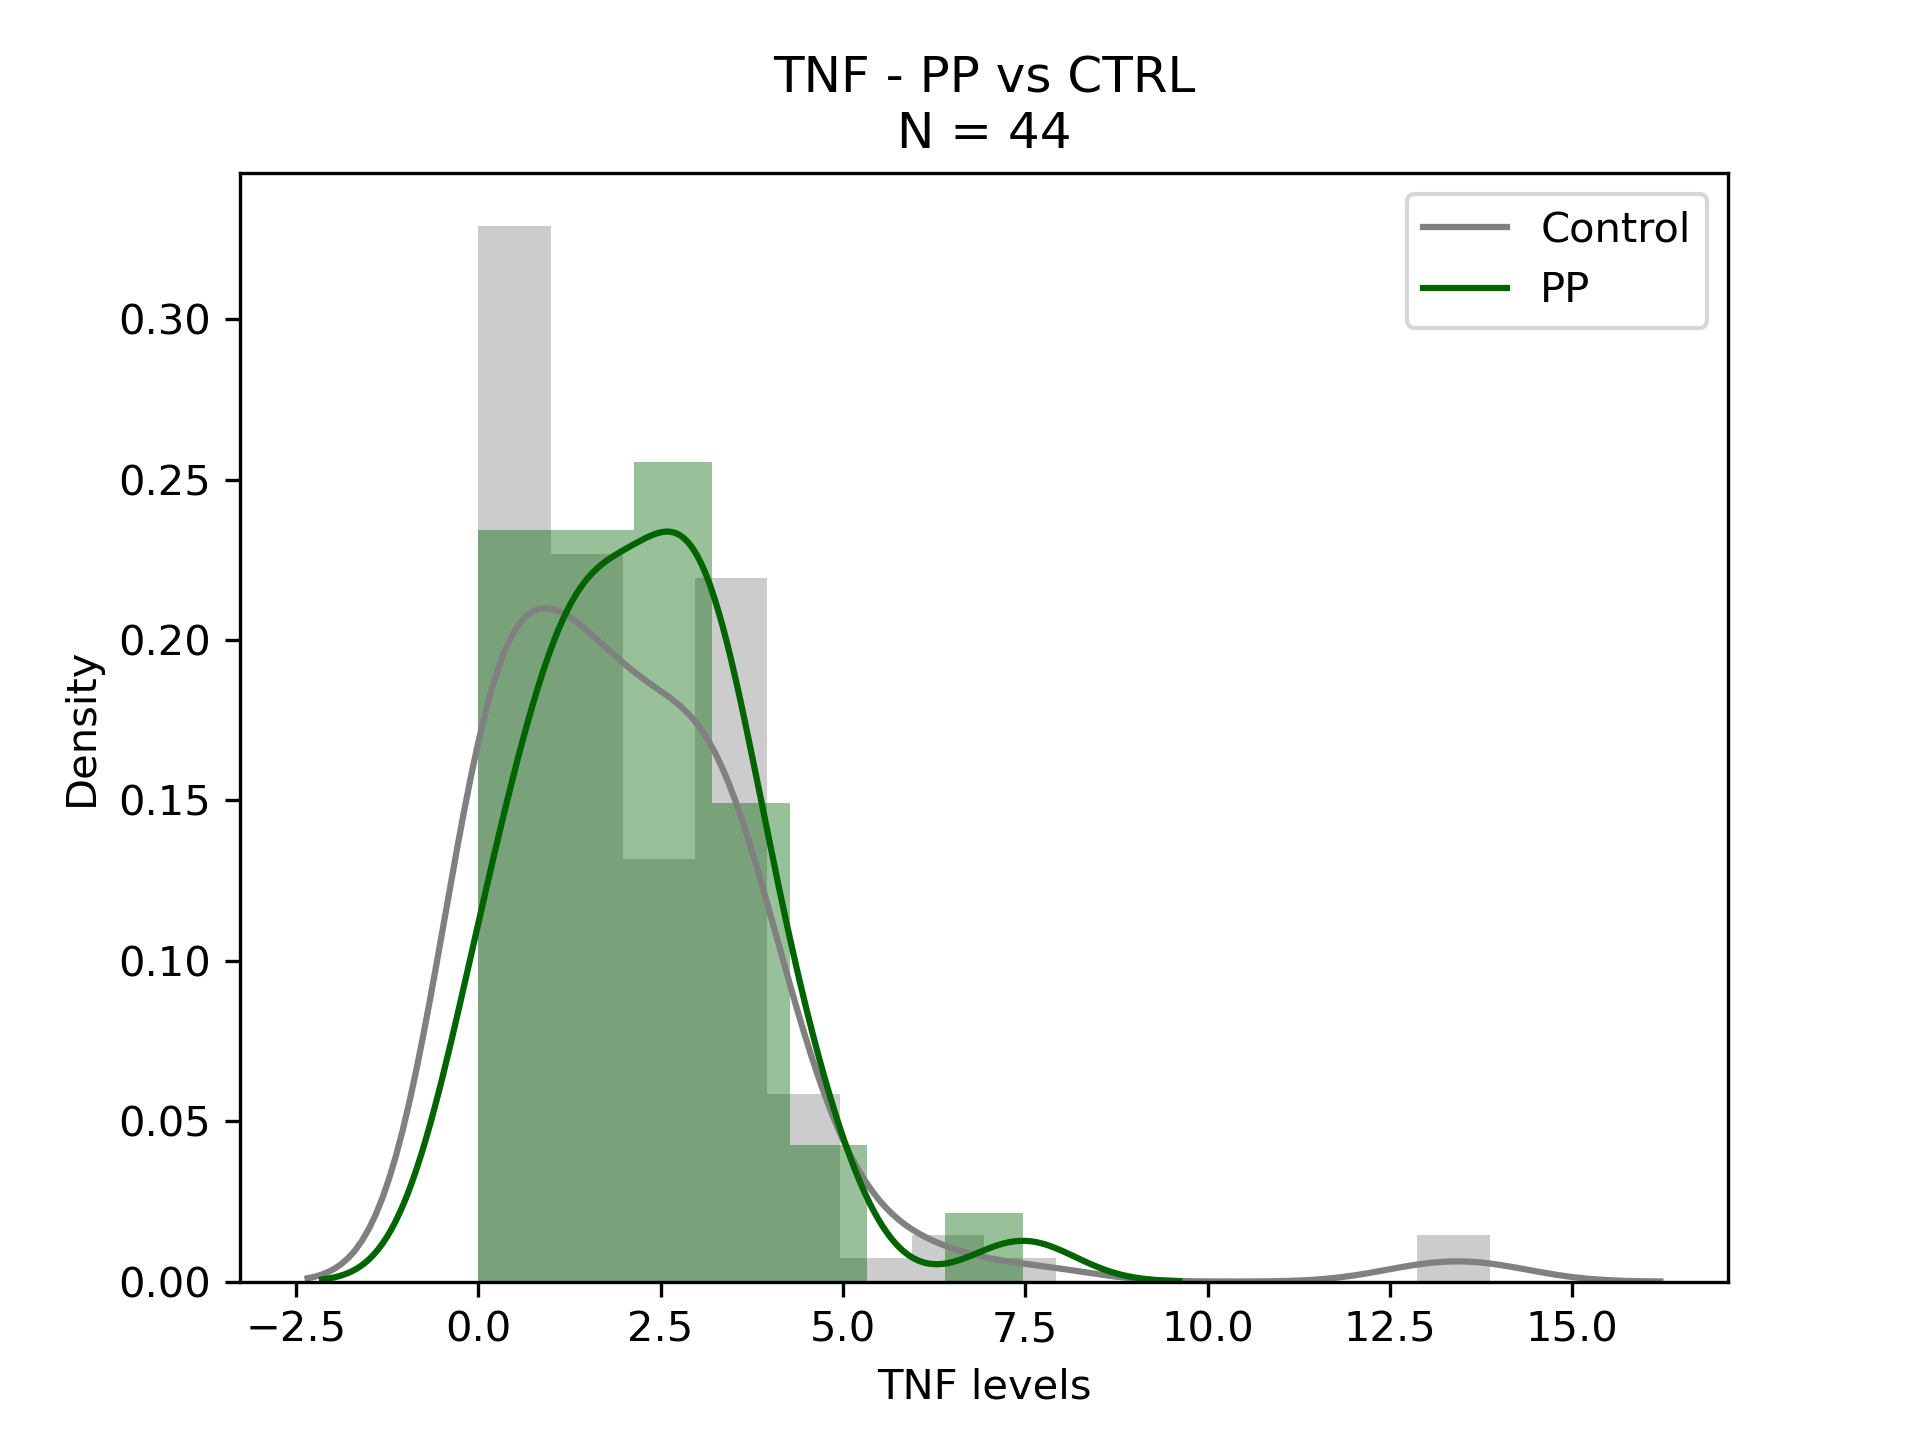 TNF - PP vs CTRL
N = 44
Control
PP
0.30
0.25
0.20
0.15
0.10
0.05
0.00
Density
−2.5 0.0 2.5 5.0 7.5 10.0 12.5 15.0
TNF levels